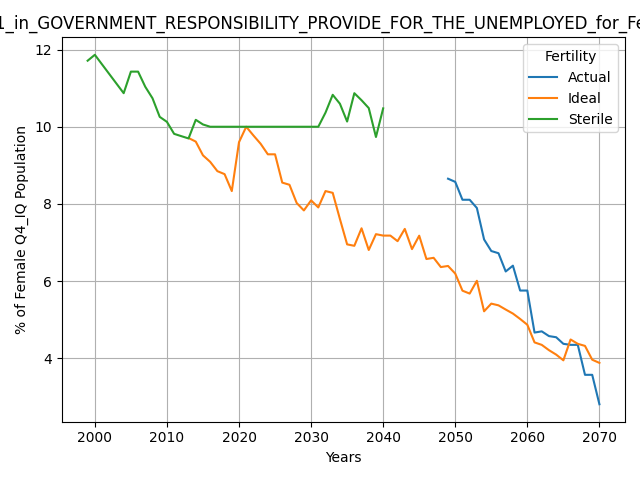 1_in_GOVERNMENT_RESPONSIBILITY_PROVIDE_FOR_THE_UNEMPLOYED_for_Fe
Fertility
Actual
Ideal
Sterile
% of Female Q4_IQ Population
12
10
8
6
4
2000 2010 2020 2030 2040 2050 2060 2070
Years